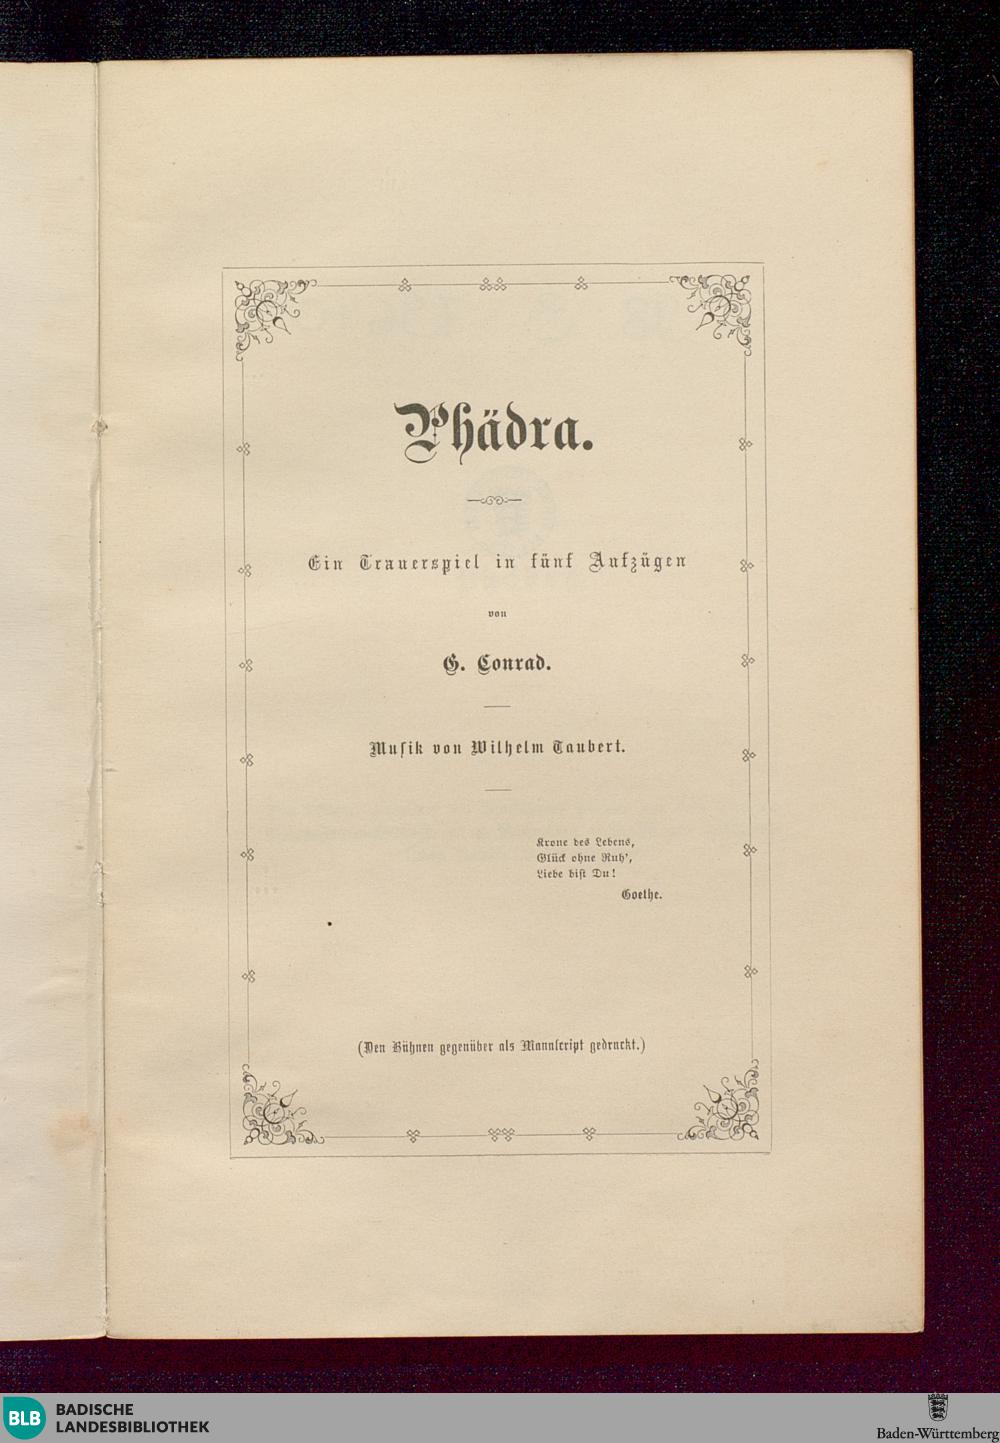 Phädra.
Ein Trauerspiel in fünf Aufzügen
von
G. Conrad.
Musik von Wilhelm Taubert.
Krone des Lebens,
Glück ohne Ruh',
Liebe bist Du!
Goethe.
(Den Bühnen gegenüber als Manuscript gedruckt.)
BLB
BADISCHE
LANDESBIBLIOTHEK
Baden-Württemberg